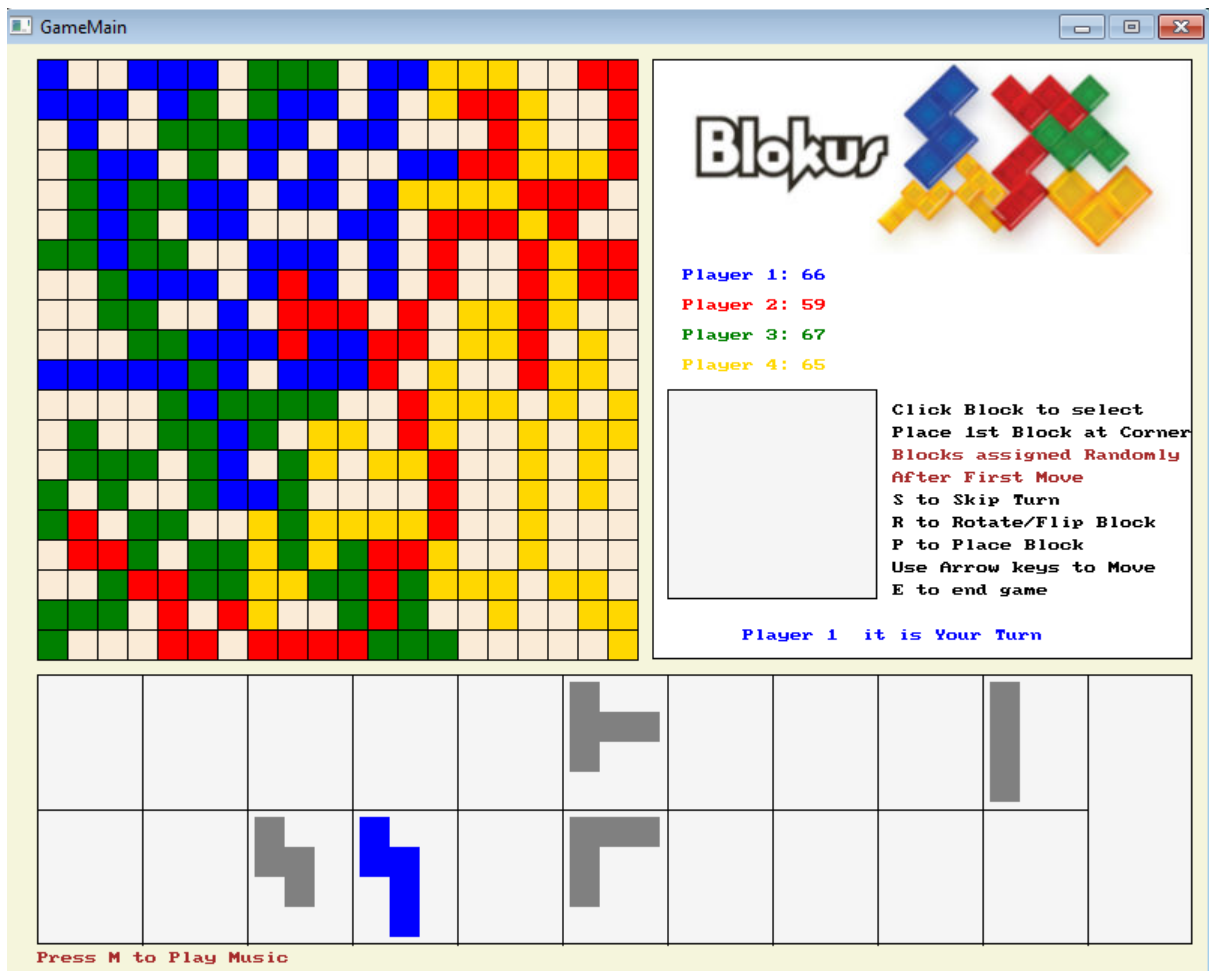 GameMain
Blokus
Player 1: 66
Player 2: 59
Player 3: 67
Player 4: 65
Click Block to select
Place 1st Block at Corner
Blocks assigned Randomly
After First Move
S to Skip Turn
R to Rotate/Flip Block
P to Place Block
Use Arrow keys to Move
E to end game
Player 1 it is Your Turn
Press M to Play Music